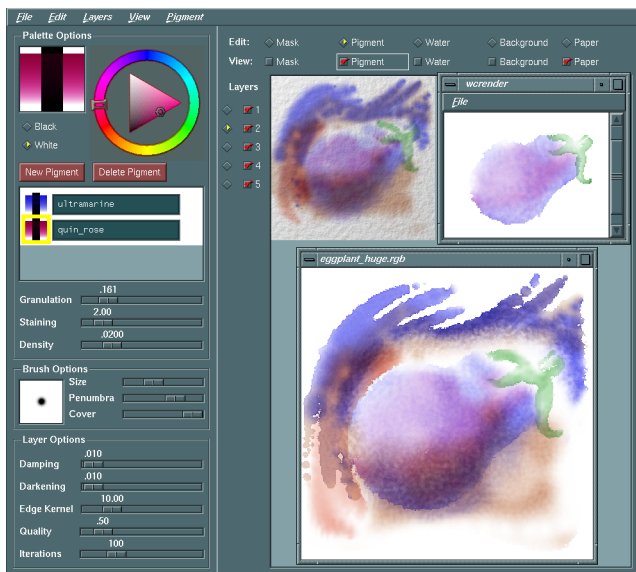 File Edit Layers View Pigment
Palette Options
Black
White
New Pigment Delete Pigment
ultramarine
quin_rose
.161
Granulation
2.00
Staining
.0200
Density
Brush Options
Size
Penumbra
Cover
Layer Options
.010
Damping
.010
Darkening
10.00
Edge Kernel
.50
Quality
100
Iterations
Edit: Mask Pigment Water Background Paper
View: Mask Pigment Water Background Paper
Layers
1
2
3
4
5
wcrender
File
eggplant_huge.rgb